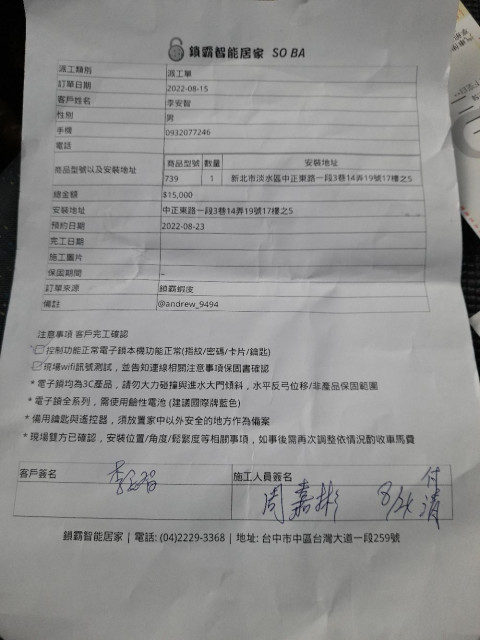 鎖霸智能居家 SO BA
派工類別 派工單
訂單日期 2022-08-15
客戶姓名 李安智
性別 男
手機 0932077246
電話
商品型號以及安裝地址 商品型號 數量 安裝地址
739 1 新北市淡水區中正東路一段3巷14弄19號17樓之5
總金額 $15,000
安裝地址 中正東路一段3巷14弄19號17樓之5
預約日期 2022-08-23
完工日期
施工圖片
保固期間 -
訂單來源 鎖霸蝦皮
備註 @andrew_9494
注意事項 客戶完工確認
*控制功能正常電子鎖本機功能正常(指紋/密碼/卡片/鑰匙)
現場wifi訊號測試，並告知連線相關注意事項保固書確認
*電子鎖均為3C產品，請勿大力碰撞與進水大門傾斜，水平反弓位移/非產品保固範圍
*電子鎖全系列，需使用鹼性電池 (建議國際牌藍色)
*備用鑰匙與遙控器，須放置家中以外安全的地方作為備案
*現場雙方已確認，安裝位置/角度/鬆緊度等相關事項，如事後需再次調整依情況酌收車馬費
客戶簽名 李安智
施工人員簽名
周嘉彬 8/24 付清
鎖霸智能居家 | 電話: (04)2229-3368 | 地址: 台中市中區台灣大道一段259號